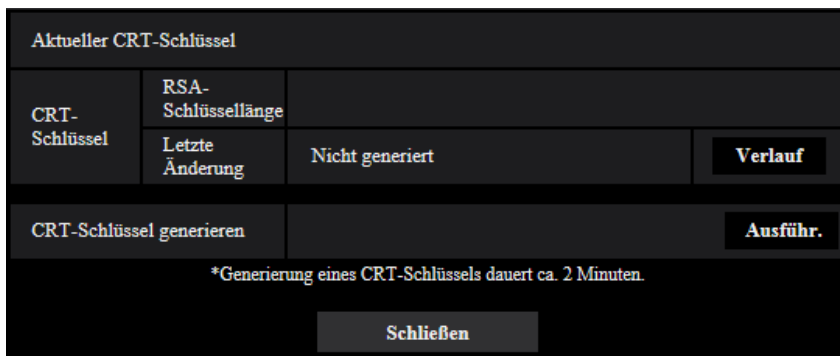 Aktueller CRT-Schlüssel
CRT-
Schlüssel
RSA-
Schlüssellänge
Letzte
Änderung
Nicht generiert
Verlauf
CRT-Schlüssel generieren
Ausführ.
*Generierung eines CRT-Schlüssels dauert ca. 2 Minuten.
Schließen